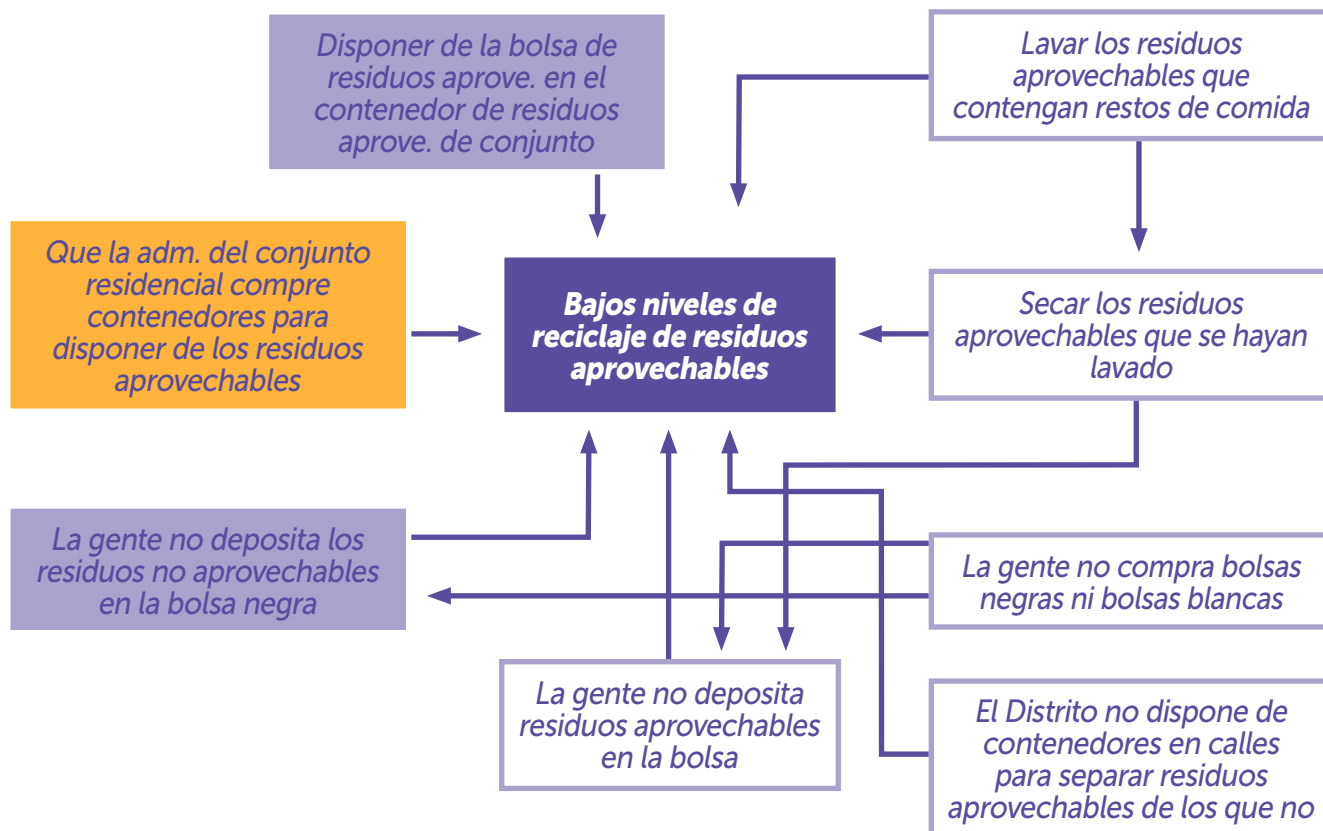 Disponer de la bolsa de
residuos aprove. en el
contenedor de residuos
aprove. de conjunto
Lavar los residuos
aprovechables que
contengan restos de comida
Que la adm. del conjunto
residencial compre
contenedores para
disponer de los residuos
aprovechables
Bajos niveles de
reciclaje de residuos
aprovechables
Secar los residuos
aprovechables que se hayan
lavado
La gente no deposita los
residuos no aprovechables
en la bolsa negra
La gente no compra bolsas
negras ni bolsas blancas
La gente no deposita
residuos aprovechables
en la bolsa
El Distrito no dispone de
contenedores en calles
para separar residuos
aprovechables de los que no